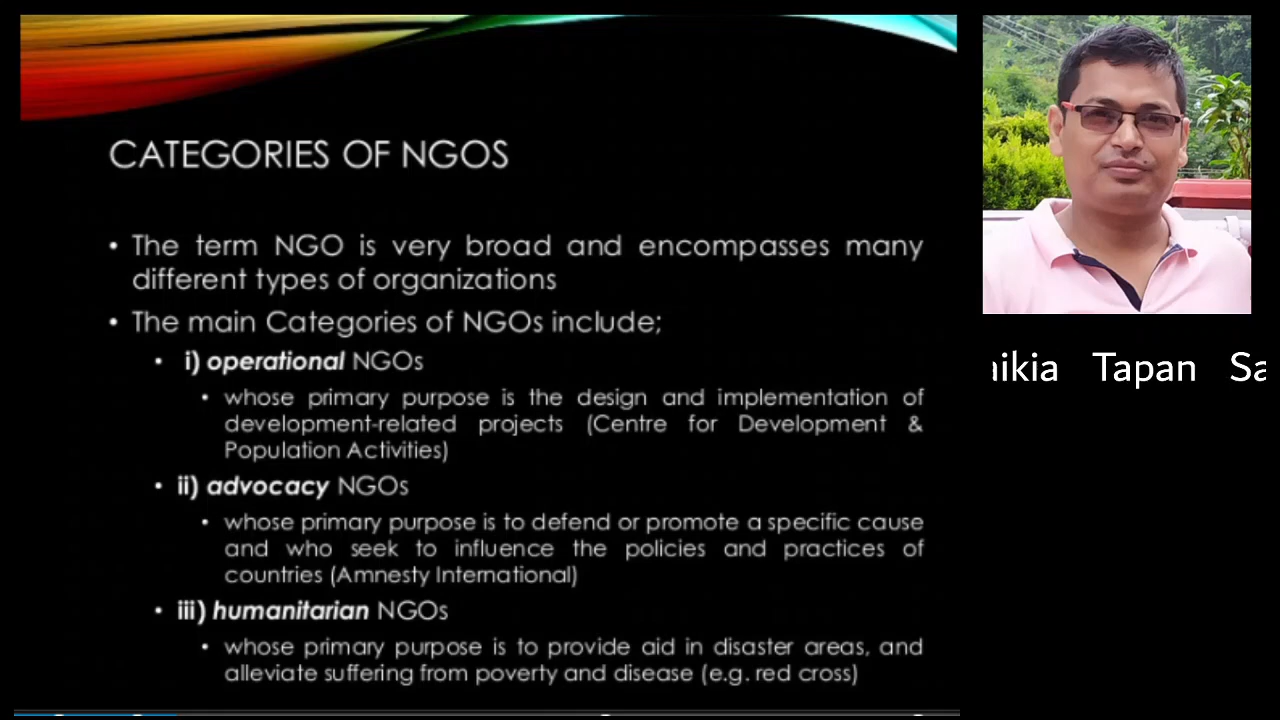 CATEGORIES OF NGOS
• The term NGO is very broad and encompasses many
different types of organizations
• The main Categories of NGOs include;
• i) operational NGOs
• whose primary purpose is the design and implementation of
development-related projects (Centre for Development &
Population Activities)
• ii) advocacy NGOs
• whose primary purpose is to defend or promote a specific cause
and who seek to influence the policies and practices of
countries (Amnesty International)
• iii) humanitarian NGOs
• whose primary purpose is to provide aid in disaster areas, and
alleviate suffering from poverty and disease (e.g. red cross)
aikia Tapan Sa